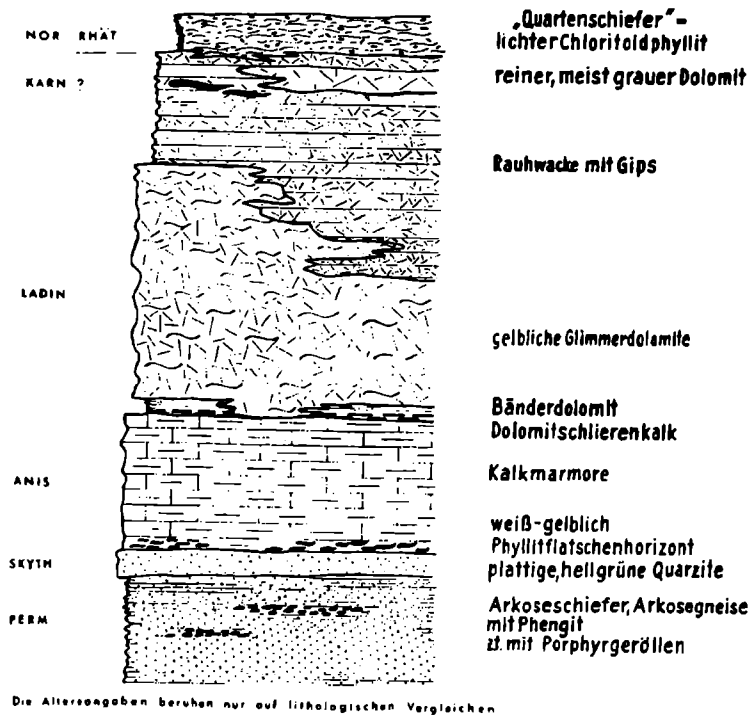 NOR RHÄT
KARN ?
LADIN
ANIS
SKYTH
PERM
„Quartenschiefer"=
lichter Chloritoidphyllit
reiner, meist grauer Dolomit
Rauhwacke mit Gips
gelbliche Glimmerdolomite
Bänderdolomit
Dolomitschlierenkalk
Kalkmarmore
weiß-gelblich
Phyllitflatschenhorizont
plattige, hellgrüne Quarzite
Arkoseschiefer, Arkosegneise
mit Phengit
zt. mit Porphyrgeröllen
Die Altersangaben beruhen nur auf lithologischen Vergleichen